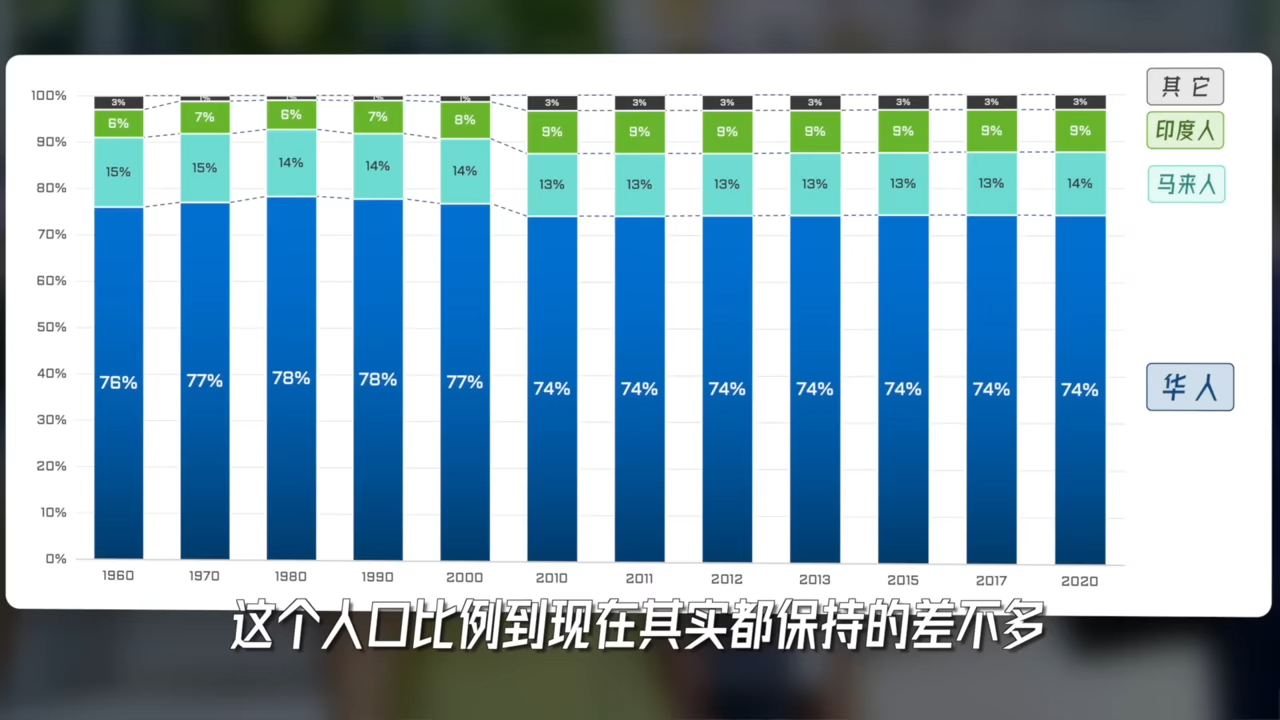 100%
90%
80%
70%
60%
50%
40%
30%
20%
10%
0%
3% 3% 3% 3% 3% 3% 3% 3%
6% 7% 6% 7% 8% 9% 9% 9% 9% 9% 9% 9%
15% 15% 14% 14% 14% 13% 13% 13% 13% 13% 13% 14%
76% 77% 78% 78% 77% 74% 74% 74% 74% 74% 74% 74%
1960 1970 1980 1990 2000 2010 2011 2012 2013 2015 2017 2020
其它
印度人
马来人
华人
这个人口比例到现在其实都保持的差不多